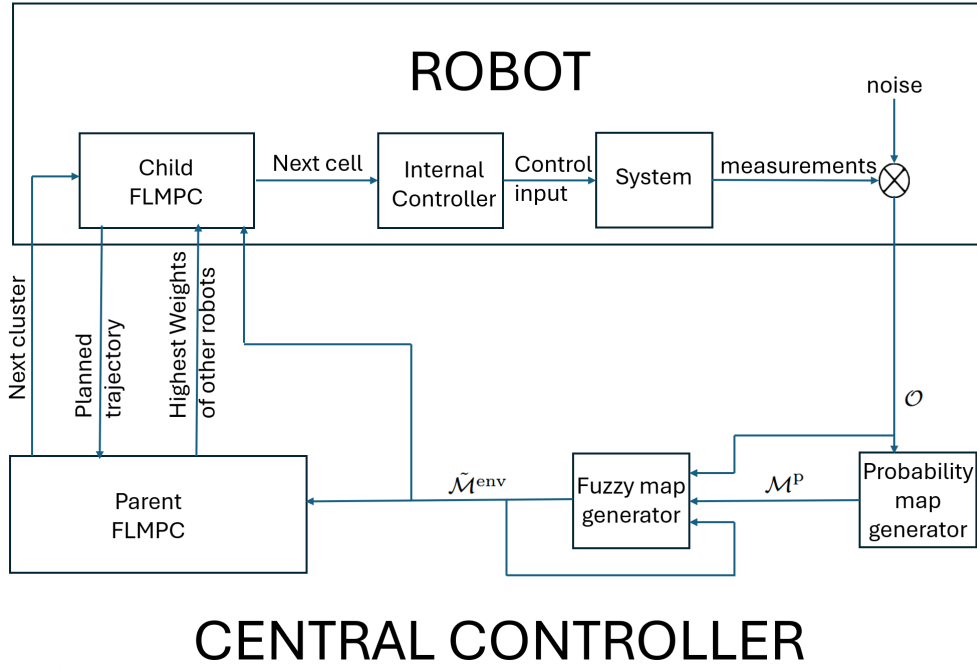 ROBOT
noise
Child
FLMPC
Next cell
Internal
Controller
Control
input
System
measurements
Next cluster
Planned
trajectory
Highest Weights
of other robots
𝒪
Parent
FLMPC
ℳ̃ᵉⁿᵛ
Fuzzy map
generator
ℳᵖ
Probability
map
generator
CENTRAL CONTROLLER